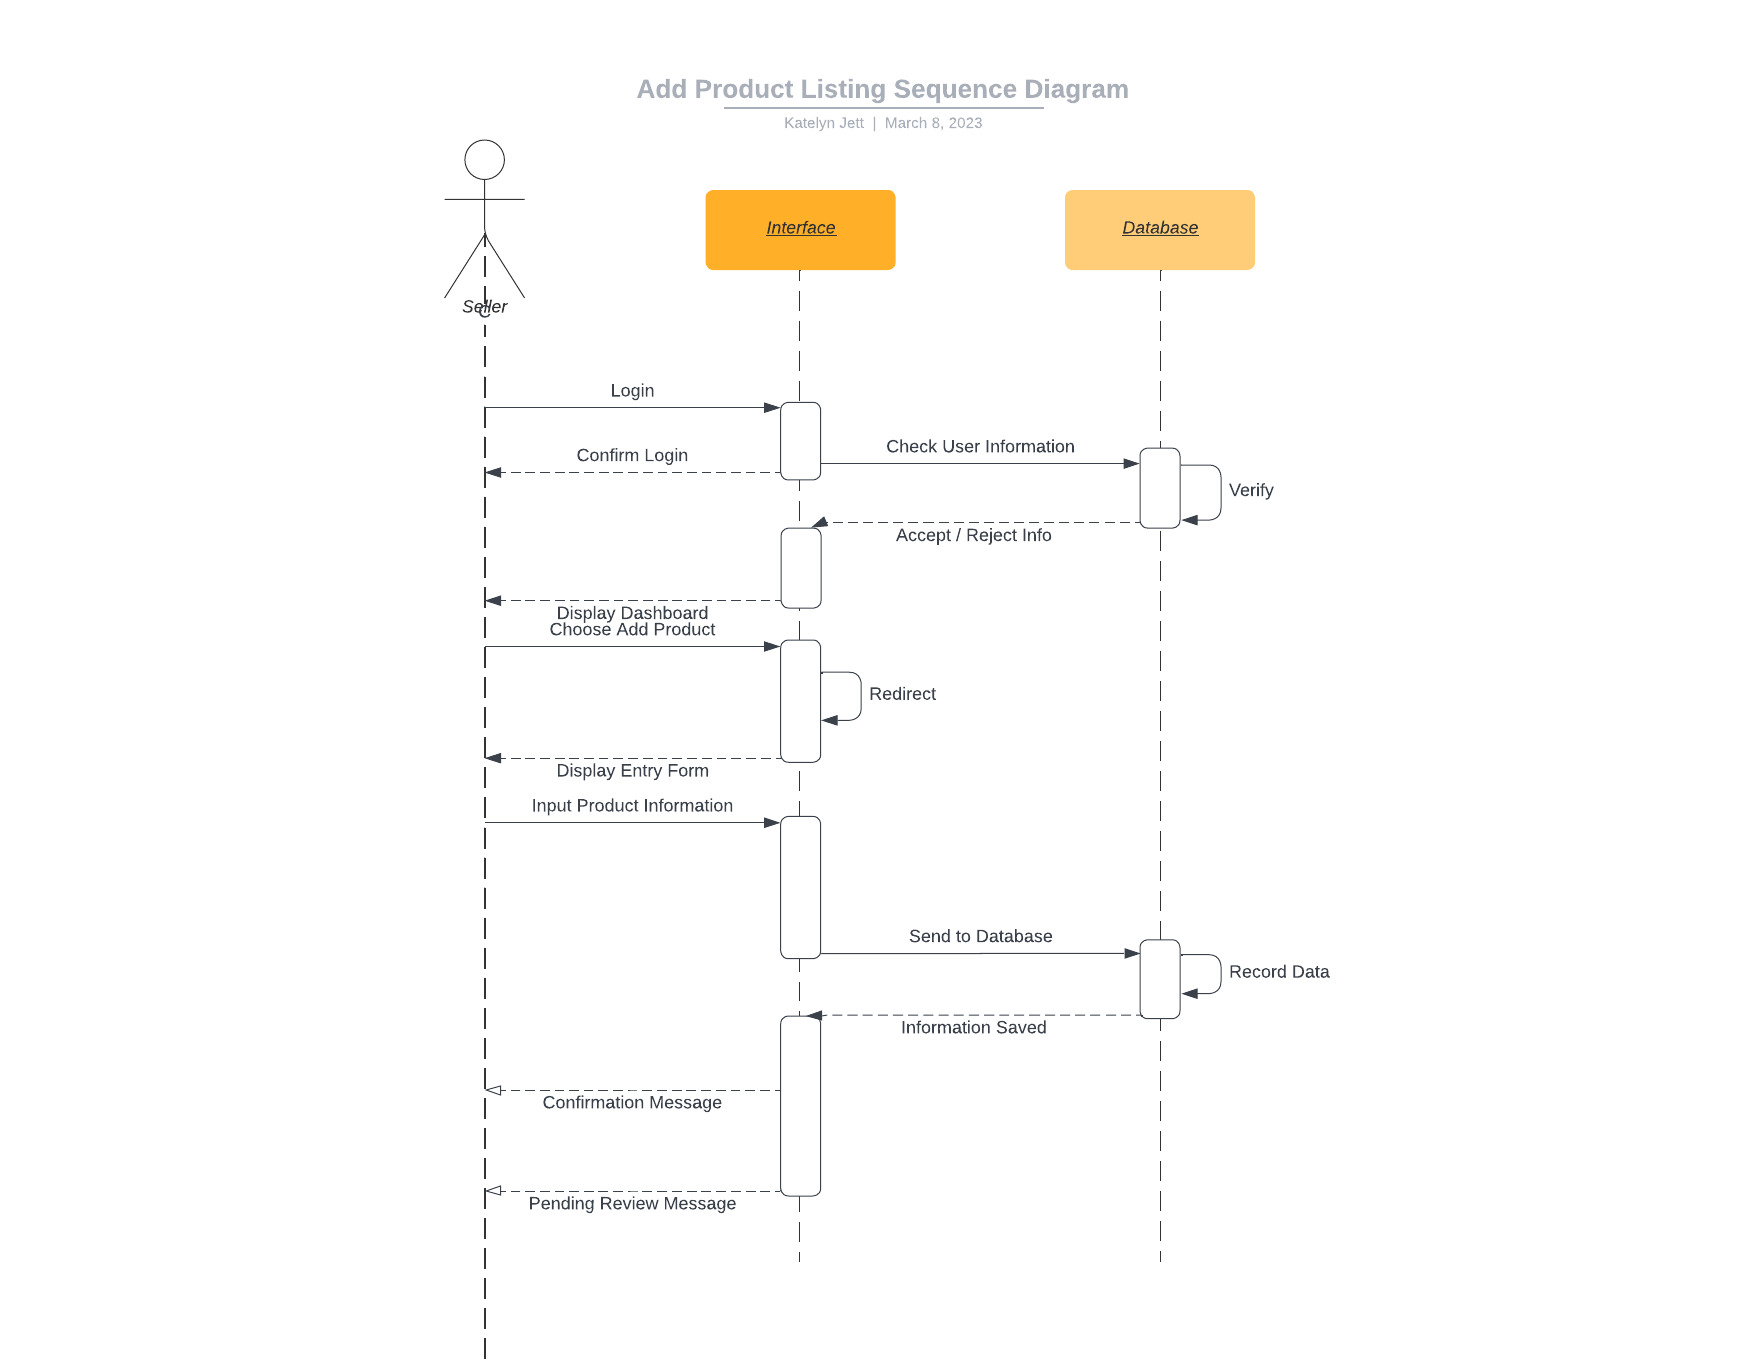 Add Product Listing Sequence Diagram
Katelyn Jett | March 8, 2023
Interface
Database
Seller
Login
Check User Information
Confirm Login
Verify
Accept / Reject Info
Display Dashboard
Choose Add Product
Redirect
Display Entry Form
Input Product Information
Send to Database
Record Data
Information Saved
Confirmation Message
Pending Review Message